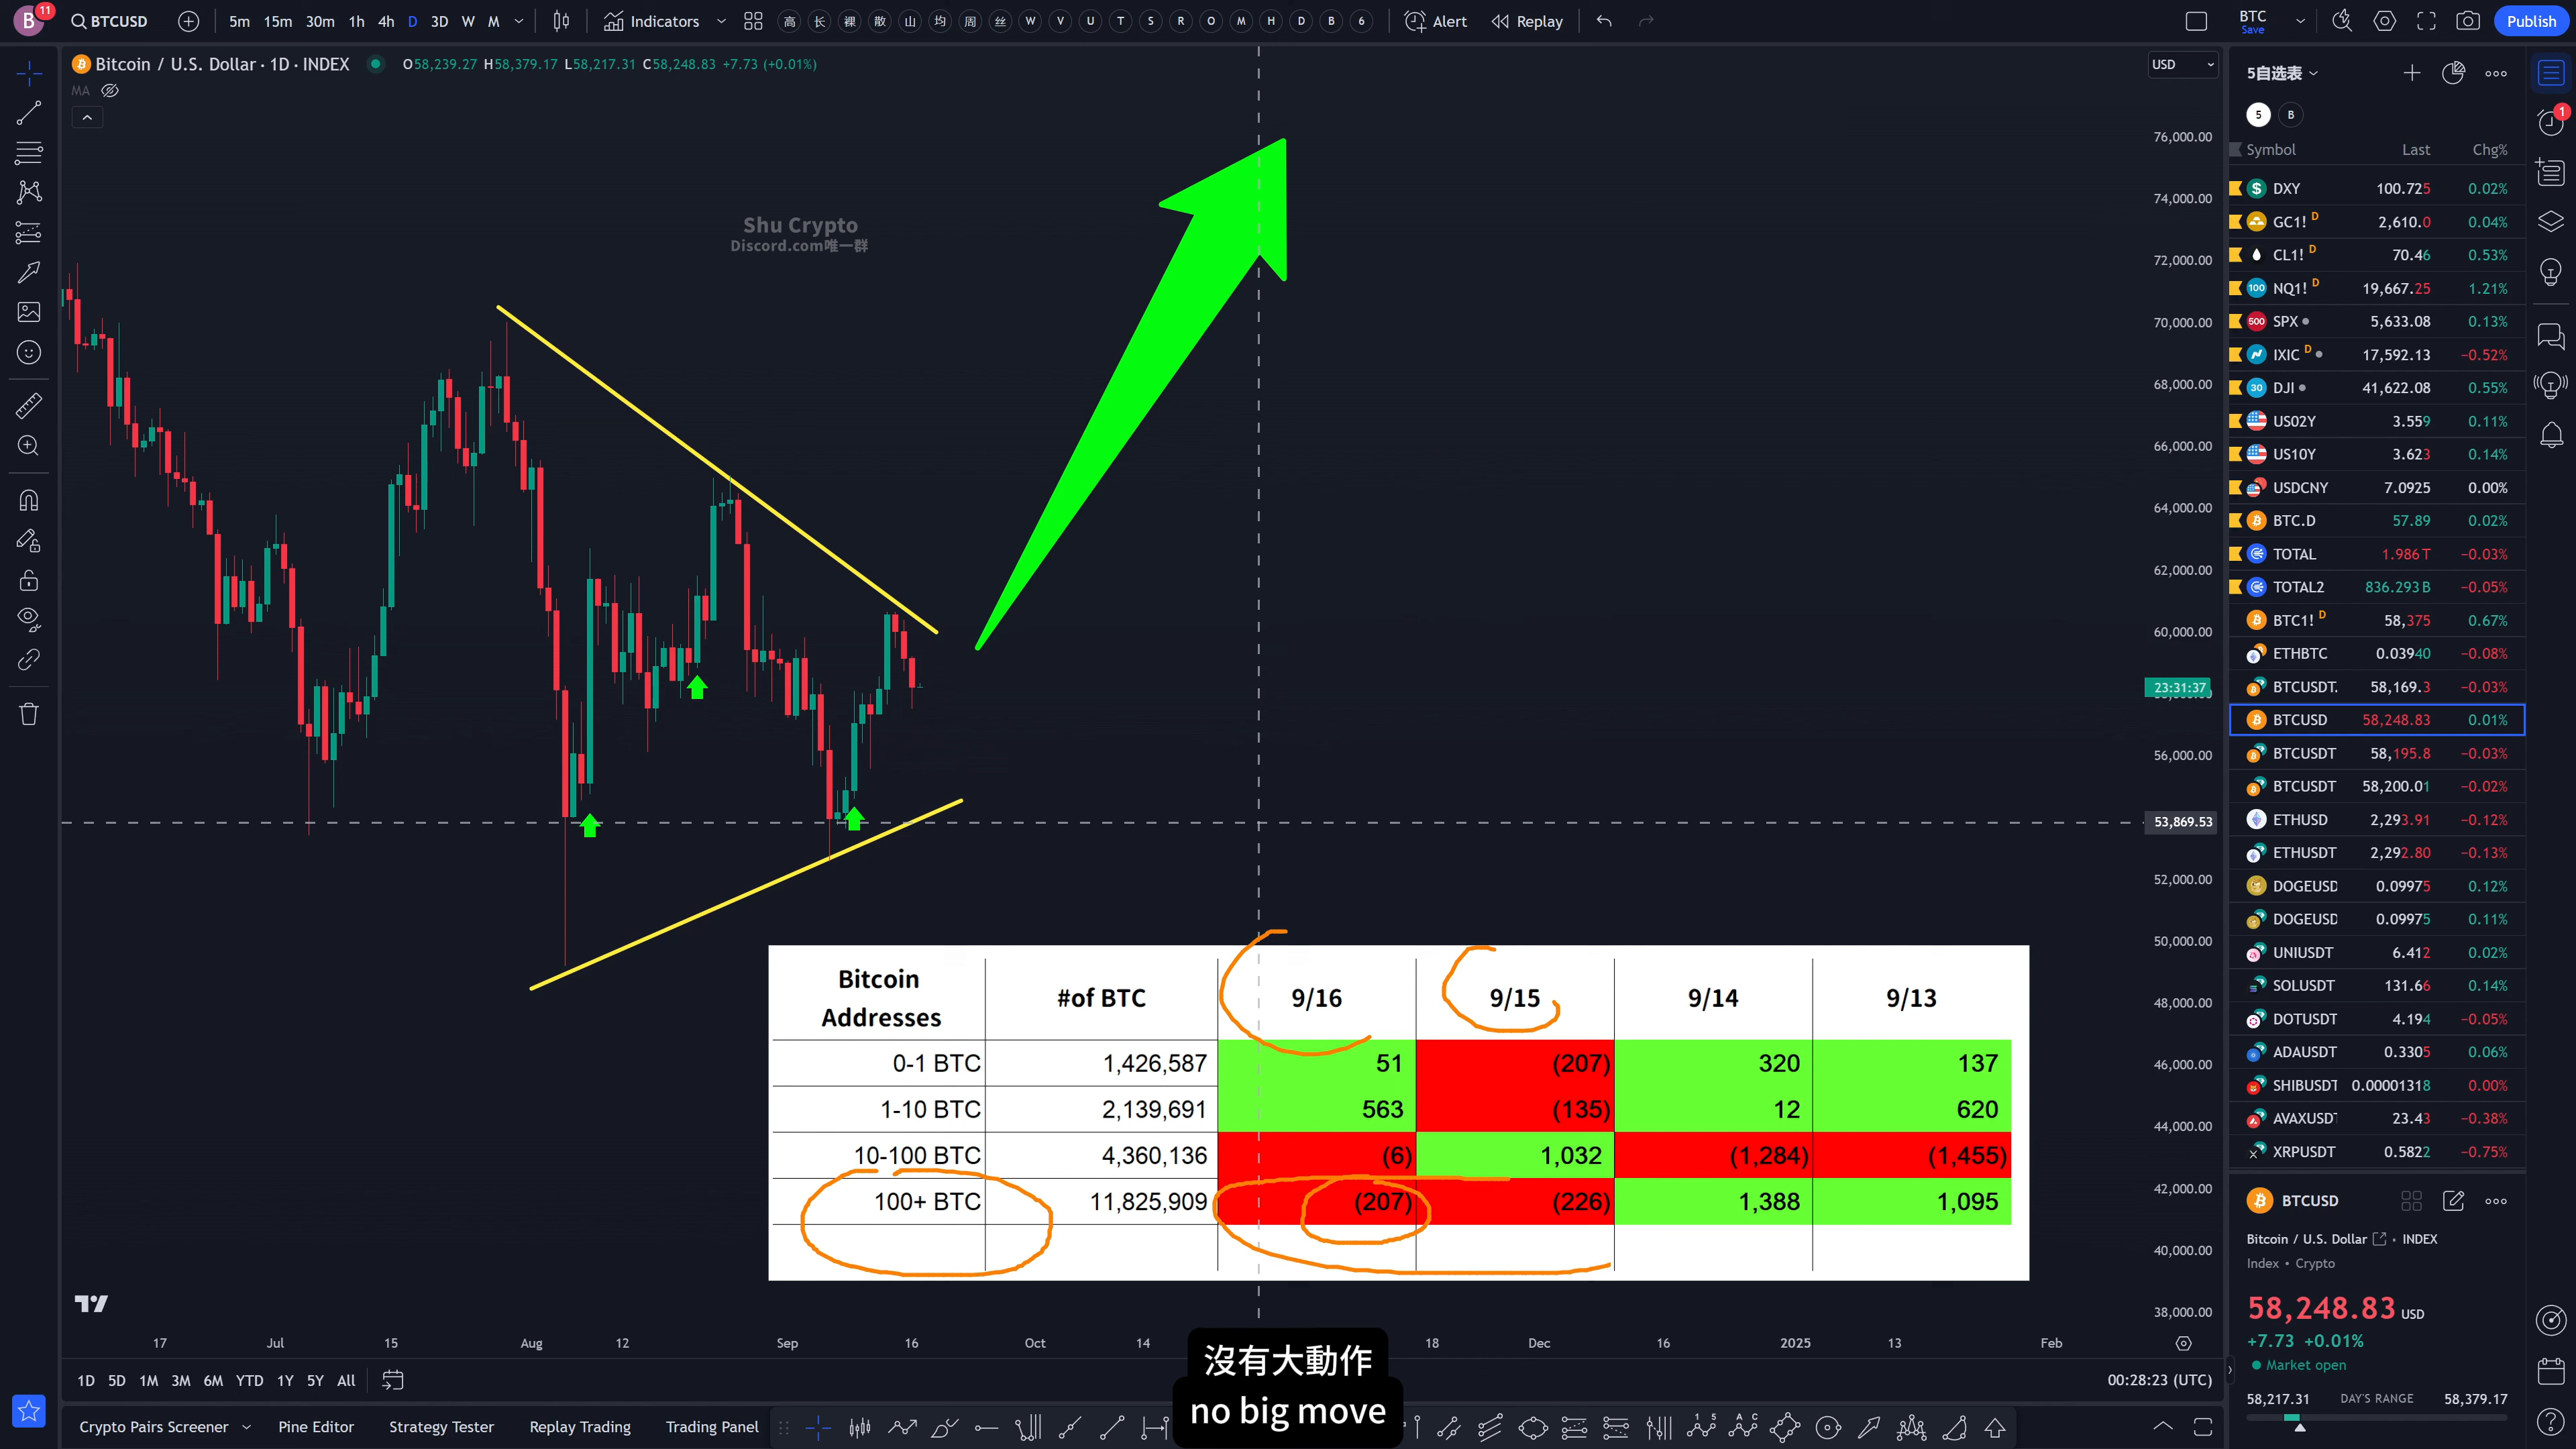 B 11 BTCUSD 5m 15m 30m 1h 4h D 3D W M Indicators 高 长 裸 散 山 均 周 丝 W V U T S R O M H D B 6 Alert Replay BTC Save Publish
Bitcoin / U.S. Dollar · 1D · INDEX O58,239.27 H58,379.17 L58,217.31 C58,248.83 +7.73 (+0.01%)
MA
USD
Shu Crypto
Discord.com唯一群
76,000.00
74,000.00
72,000.00
70,000.00
68,000.00
66,000.00
64,000.00
62,000.00
60,000.00
23:31:37
56,000.00
53,869.53
52,000.00
50,000.00
48,000.00
46,000.00
44,000.00
42,000.00
40,000.00
38,000.00
Bitcoin Addresses #of BTC 9/16 9/15 9/14 9/13
0-1 BTC 1,426,587 51 (207) 320 137
1-10 BTC 2,139,691 563 (135) 12 620
10-100 BTC 4,360,136 (6) 1,032 (1,284) (1,455)
100+ BTC 11,825,909 (207) (226) 1,388 1,095
17 Jul 15 Aug 12 Sep 16 Oct 14 18 Dec 16 2025 13 Feb
沒有大動作
no big move
1D 5D 1M 3M 6M YTD 1Y 5Y All
00:28:23 (UTC)
Crypto Pairs Screener Pine Editor Strategy Tester Replay Trading Trading Panel
5自选表
5 B
1
Symbol Last Chg%
DXY 100.725 0.02%
GC1! D 2,610.0 0.04%
CL1! D 70.46 0.53%
100 NQ1! D 19,667.25 1.21%
500 SPX 5,633.08 0.13%
IXIC D 17,592.13 −0.52%
30 DJI 41,622.08 0.55%
US02Y 3.559 0.11%
US10Y 3.623 0.14%
USDCNY 7.0925 0.00%
BTC.D 57.89 0.02%
TOTAL 1.986 T −0.03%
TOTAL2 836.293 B −0.05%
BTC1! D 58,375 0.67%
ETHBTC 0.03940 −0.08%
BTCUSDT. 58,169.3 −0.03%
BTCUSD 58,248.83 0.01%
BTCUSDT 58,195.8 −0.03%
BTCUSDT 58,200.01 −0.02%
ETHUSD 2,293.91 −0.12%
ETHUSDT 2,292.80 −0.13%
DOGEUSD 0.09975 0.12%
DOGEUSD 0.09975 0.11%
UNIUSDT 6.412 0.02%
SOLUSDT 131.66 0.14%
DOTUSDT 4.194 −0.05%
ADAUSDT 0.3305 0.06%
SHIBUSDT 0.00001318 0.00%
AVAXUSDT 23.43 −0.38%
XRPUSDT 0.5822 −0.75%
BTCUSD
Bitcoin / U.S. Dollar • INDEX
Index • Crypto
58,248.83 USD
+7.73 +0.01%
Market open
58,217.31 DAY'S RANGE 58,379.17